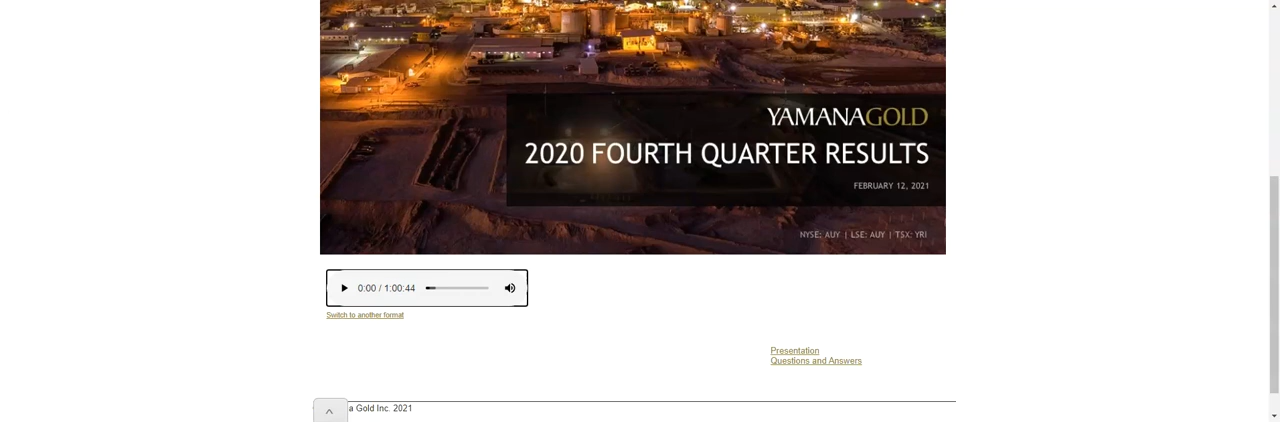 YAMANAGOLD
2020 FOURTH QUARTER RESULTS
FEBRUARY 12, 2021
NYSE: AUY | LSE: AUY | TSX: YRI
0:00 / 1:00:44
Switch to another format
Presentation
Questions and Answers
a Gold Inc. 2021